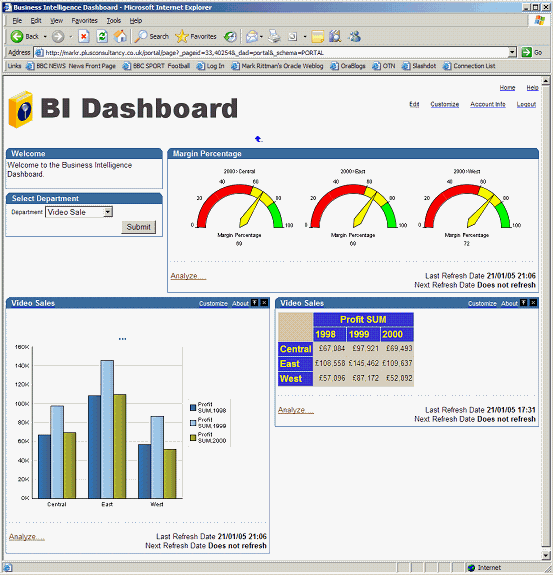 Business Intelligence Dashboard - Microsoft Internet Explorer
File Edit View Favorites Tools Help
Back Search Favorites
Address http://markr.plusconsultancy.co.uk/portal/page?_pageid=33,40254&_dad=portal&_schema=PORTAL Go
Links BBC NEWS News Front Page BBC SPORT Football Log In Mark Rittman's Oracle Weblog OraBlogs OTN Slashdot Connection List
Home Help
BI Dashboard
Edit Customize Account Info Logout
Welcome
Welcome to the Business Intelligence
Dashboard.
Select Department
Department Video Sale
Submit
Margin Percentage
2000>Central 2000>East 2000>West
40 60 40 60 40 60
20 80 20 80 20 80
0 100 0 100 0 100
Margin Percentage Margin Percentage Margin Percentage
69 69 72
Analyze.... Last Refresh Date 21/01/05 21:06
Next Refresh Date Does not refresh
Video Sales Customize About
...
160K
140K
120K
100K
80K
60K
40K
20K
0K
Central East West
Profit
SUM,1998
Profit
SUM,1999
Profit
SUM,2000
Analyze.... Last Refresh Date 21/01/05 21:06
Next Refresh Date Does not refresh
Video Sales Customize About
Profit SUM
1998 1999 2000
Central £67,084 £97,921 £69,493
East £108,558 £146,462 £109,637
West £57,096 £87,172 £52,892
Analyze.... Last Refresh Date 21/01/05 17:31
Next Refresh Date Does not refresh
Internet